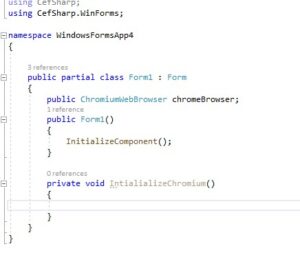 using CefSharp;
using CefSharp.WinForms;
namespace WindowsFormsApp4
{
3 references
public partial class Form1 : Form
{
public ChromiumWebBrowser chromeBrowser;
1 reference
public Form1()
{
InitializeComponent();
}
0 references
private void IntializializeChromium()
{
}
}
}